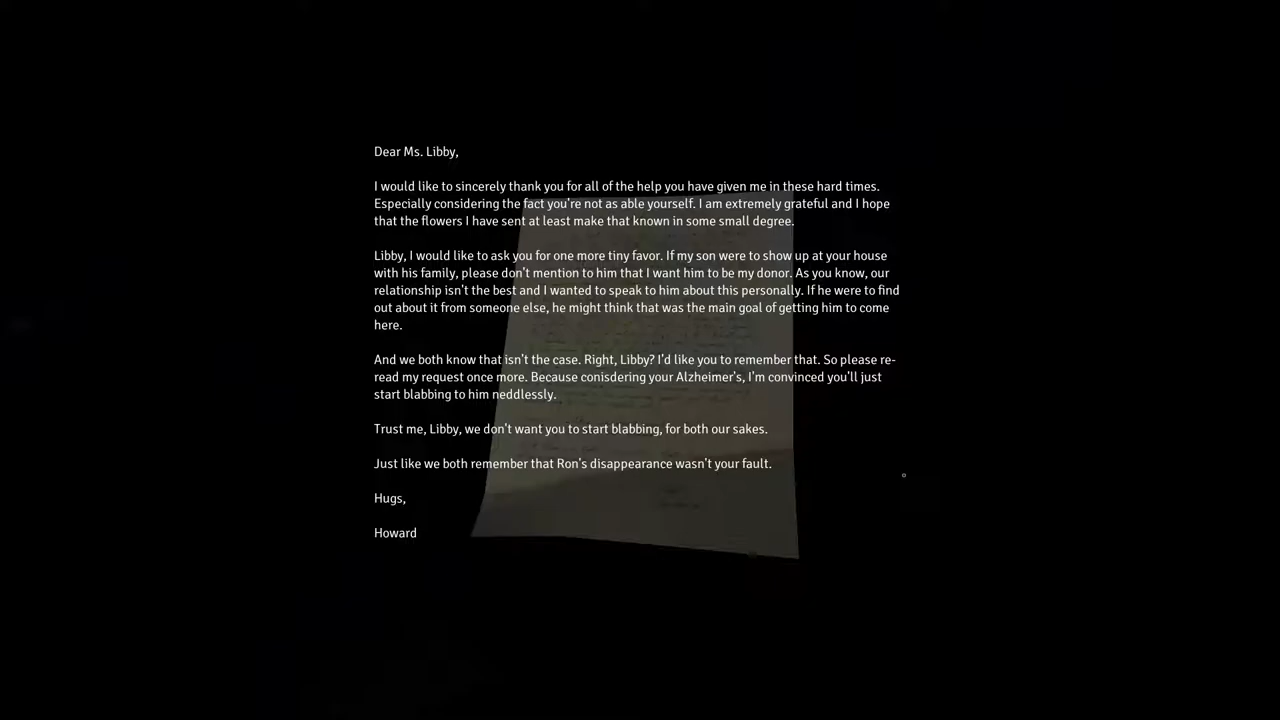 Dear Ms. Libby,
I would like to sincerely thank you for all of the help you have given me in these hard times.
Especially considering the fact you're not as able yourself. I am extremely grateful and I hope
that the flowers I have sent at least make that known in some small degree.
Libby, I would like to ask you for one more tiny favor. If my son were to show up at your house
with his family, please don't mention to him that I want him to be my donor. As you know, our
relationship isn't the best and I wanted to speak to him about this personally. If he were to find
out about it from someone else, he might think that was the main goal of getting him to come
here.
And we both know that isn't the case. Right, Libby? I'd like you to remember that. So please re-
read my request once more. Because conisdering your Alzheimer's, I'm convinced you'll just
start blabbing to him neddlessly.
Trust me, Libby, we don't want you to start blabbing, for both our sakes.
Just like we both remember that Ron's disappearance wasn't your fault.
Hugs,
Howard